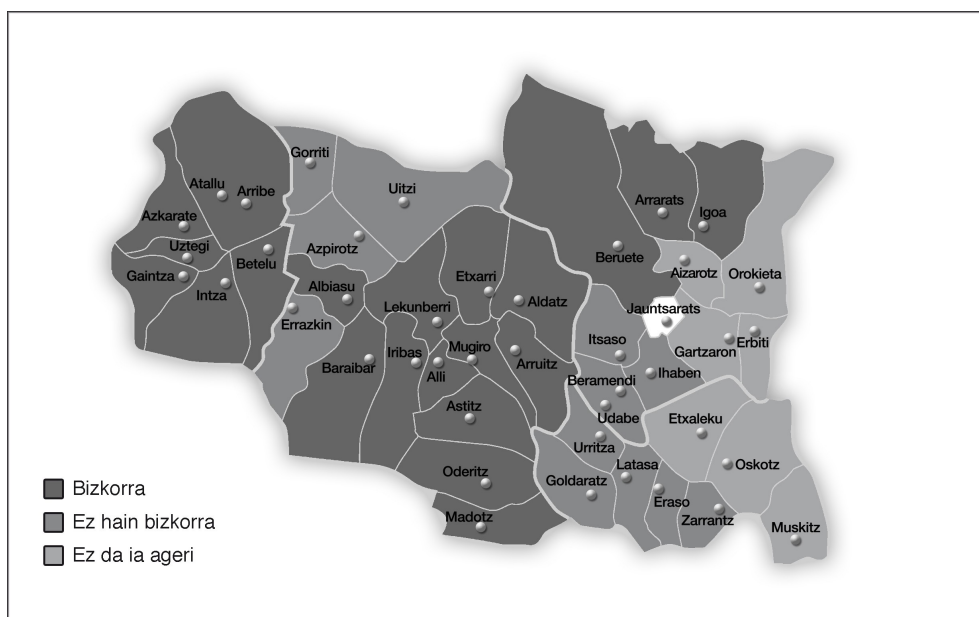 Gorriti
Uitzi
Atallu
Arribe
Azkarate
Arrarats
Igoa
Uztegi
Betelu
Azpirotz
Beruete
Gaintza
Intza
Albiasu
Etxarri
Aldatz
Aizarotz
Orokieta
Errazkin
Lekunberri
Jauntsarats
Itsaso
Gartzaron
Erbiti
Baraibar
Iribas
Mugiro
Alli
Arruitz
Ihaben
Beramendi
Astitz
Udabe
Etxaleku
Urritza
Oderitz
Goldaratz
Latasa
Oskotz
Eraso
Zarrantz
Madotz
Muskitz
Bizkorra
Ez hain bizkorra
Ez da ia ageri